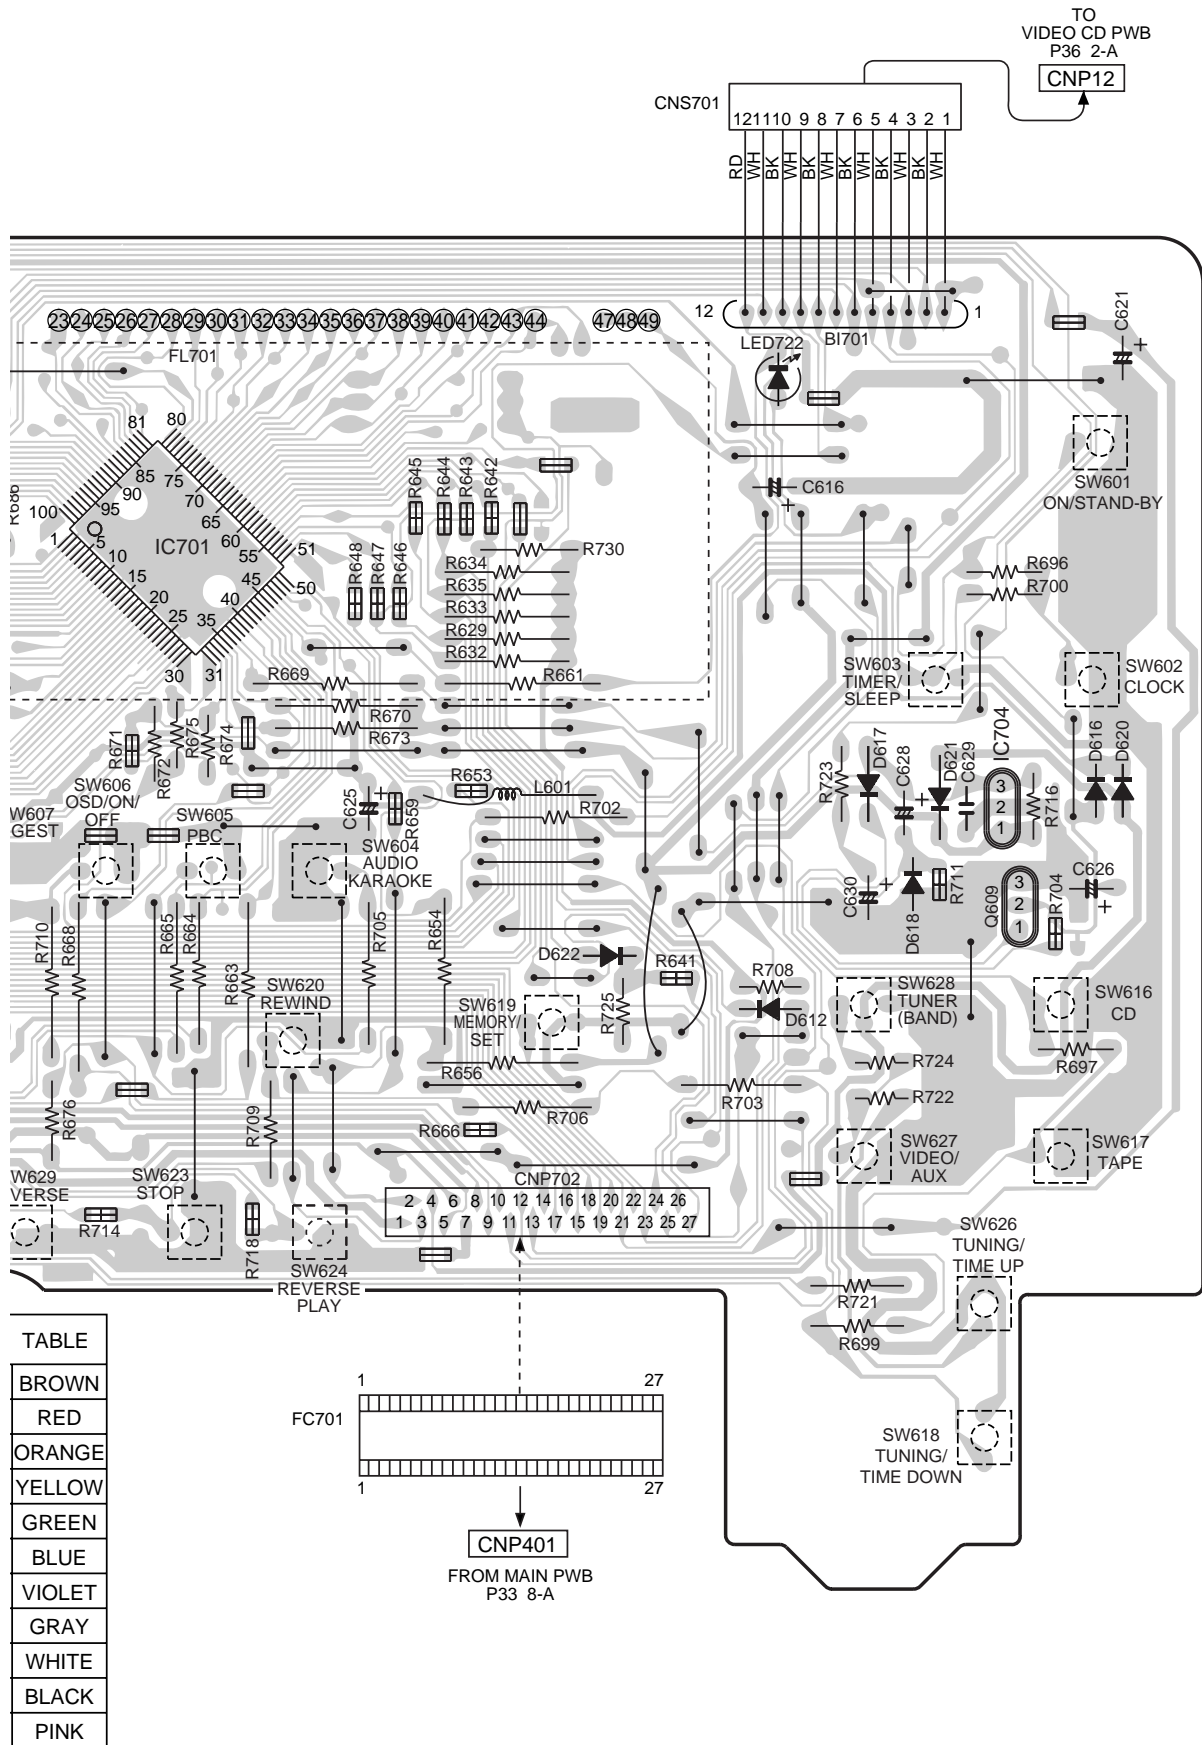 TO
VIDEO CD PWB
P36 2-A
CNP12
CNS701
12 11 10 9 8 7 6 5 4 3 2 1
RD WH BK WH BK WH BK WH BK WH BK WH
12 1
BI701
LED722
C621
23 24 25 26 27 28 29 30 31 32 33 34 35 36 37 38 39 40 41 42 43 44 47 48 49
FL701
81 80
85 75
90 70
95 65
100 60
1 5 55 51
10 IC701 50
15 45
20 40
25 35
30 31
R686
R645
R644
R643
R642
C616
SW601
ON/STAND-BY
R730
R648
R647
R646
R634
R635
R633
R629
R632
R696
R700
R669
R661
R670
R673
SW603
TIMER/
SLEEP
SW602
CLOCK
R671
R672
R675
R674
R723
D617
C628
D621
C629
IC704
3
2
1
R716
D616
D620
SW606
OSD/ON/
OFF
W607
GEST
SW605
PBC
C625
R659
R653
L601
R702
SW604
AUDIO
KARAOKE
C630
D618
R711
Q609
3
2
1
R704
C626
R710
R668
R665
R664
R663
R705
R654
D622
R641
R725
SW620
REWIND
SW619
MEMORY/
SET
R708
D612
SW628
TUNER
(BAND)
SW616
CD
R656
R724
R697
R676
R709
R706
R703
R722
R666
SW627
VIDEO/
AUX
SW617
TAPE
W629
VERSE
SW623
STOP
CNP702
2 4 6 8 10 12 14 16 18 20 22 24 26
1 3 5 7 9 11 13 17 15 19 21 23 25 27
R714
R718
SW624
REVERSE
PLAY
SW626
TUNING/
TIME UP
R721
R699
TABLE
BROWN
RED
ORANGE
YELLOW
GREEN
BLUE
VIOLET
GRAY
WHITE
BLACK
PINK
1 27
FC701
1 27
CNP401
FROM MAIN PWB
P33 8-A
SW618
TUNING/
TIME DOWN